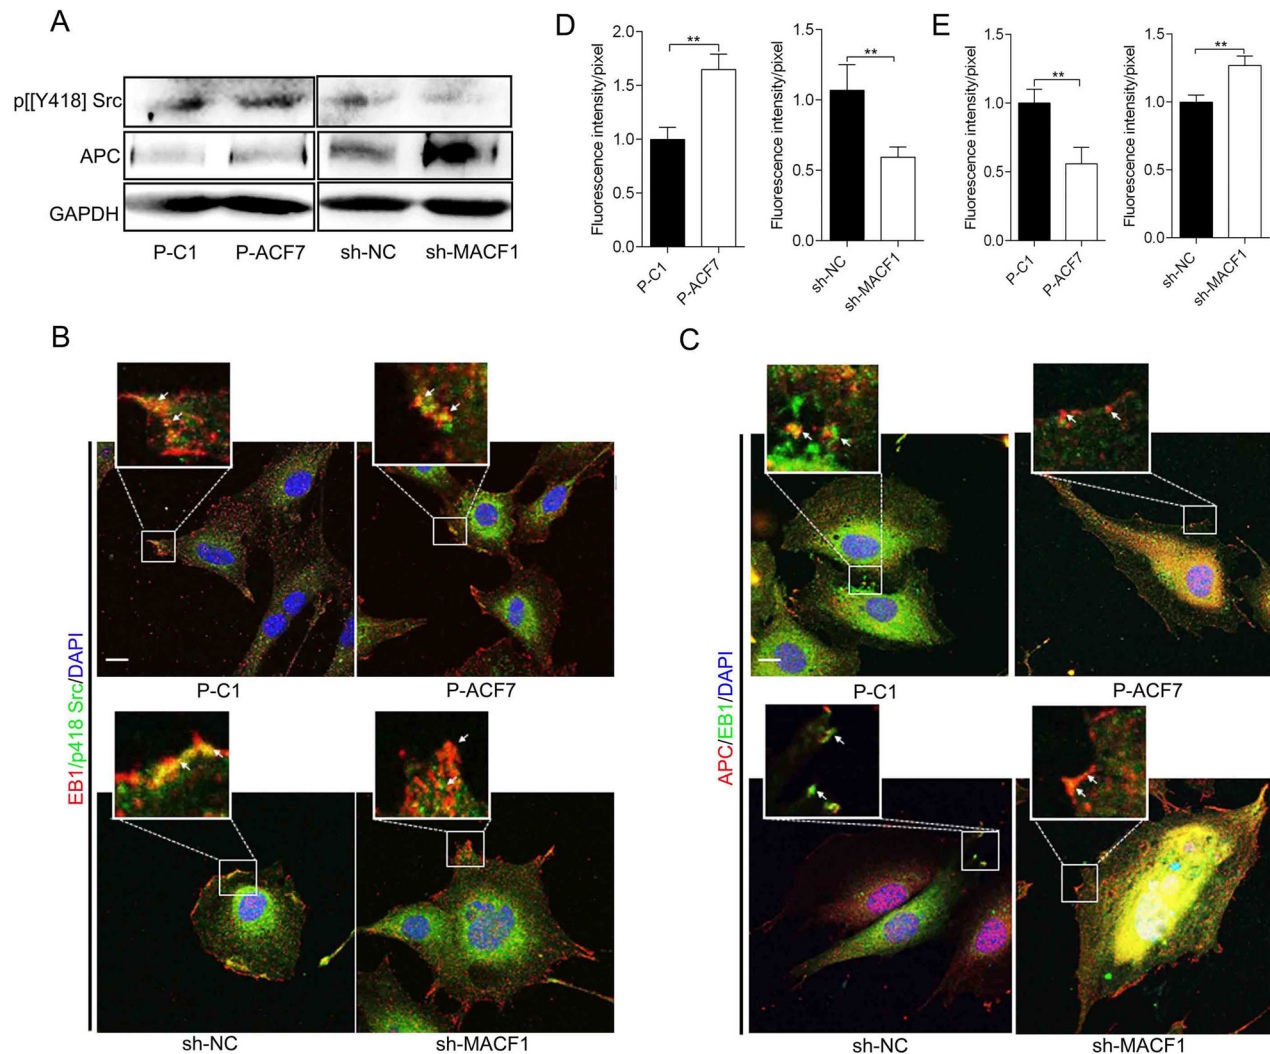 A
p[[Y418] Src
APC
GAPDH
P-C1 P-ACF7 sh-NC sh-MACF1
D
Fluorescence intensity/pixel
2.0
1.5
1.0
0.5
0.0
**
P-C1
P-ACF7
Fluorescence intensity/pixel
1.5
1.0
0.5
0.0
**
sh-NC
sh-MACF1
E
Fluorescence intensity/pixel
1.5
1.0
0.5
0.0
**
P-C1
P-ACF7
Fluorescence intensity/pixel
1.5
1.0
0.5
0.0
**
sh-NC
sh-MACF1
B
EB1/p418 Src/DAPI
P-C1
P-ACF7
sh-NC
sh-MACF1
C
APC/EB1/DAPI
P-C1
P-ACF7
sh-NC
sh-MACF1